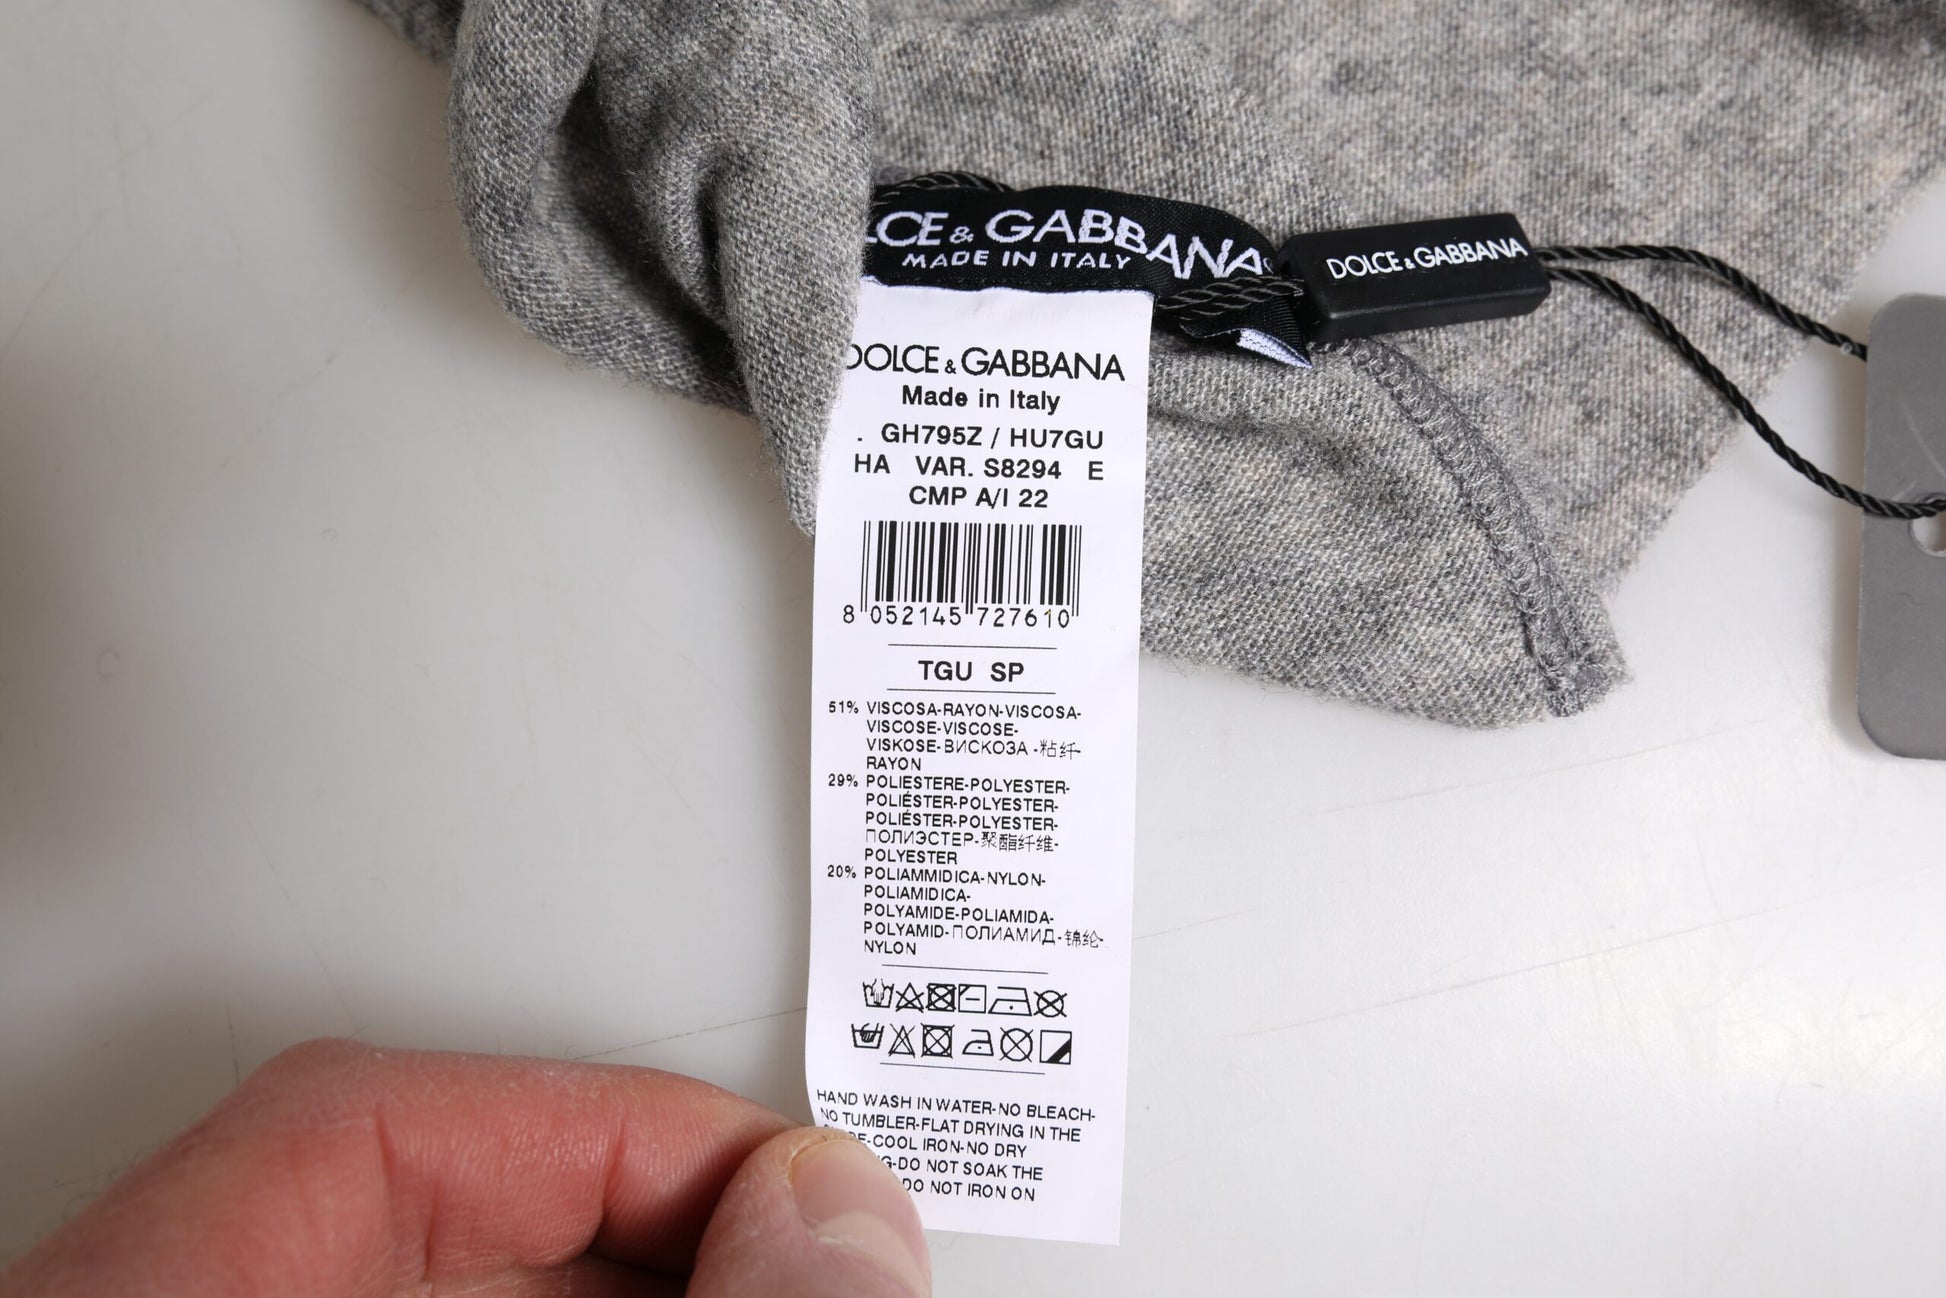 & GABBANA
MADE IN ITALY
DOLCE & GABBANA
DOLCE & GABBANA
Made in Italy
. GH795Z / HU7GU
HA VAR. S8294 E
CMP A/I 22
8 052145 727610
TGU SP
51% VISCOSA-RAYON-VISCOSA-
VISCOSE-VISCOSE-
VISKOSE-ВИСКОЗА -粘纤-
RAYON
29% POLIESTERE-POLYESTER-
POLIÉSTER-POLYESTER-
POLIÉSTER-POLYESTER-
ПОЛИЭСТЕР-聚酯纤维-
POLYESTER
20% POLIAMMIDICA-NYLON-
POLIAMIDICA-
POLYAMIDE-POLIAMIDA-
POLYAMID-ПОЛИАМИД-锦纶-
NYLON
HAND WASH IN WATER-NO BLEACH-
NO TUMBLER-FLAT DRYING IN THE
-COOL IRON-NO DRY
-DO NOT SOAK THE
DO NOT IRON ON